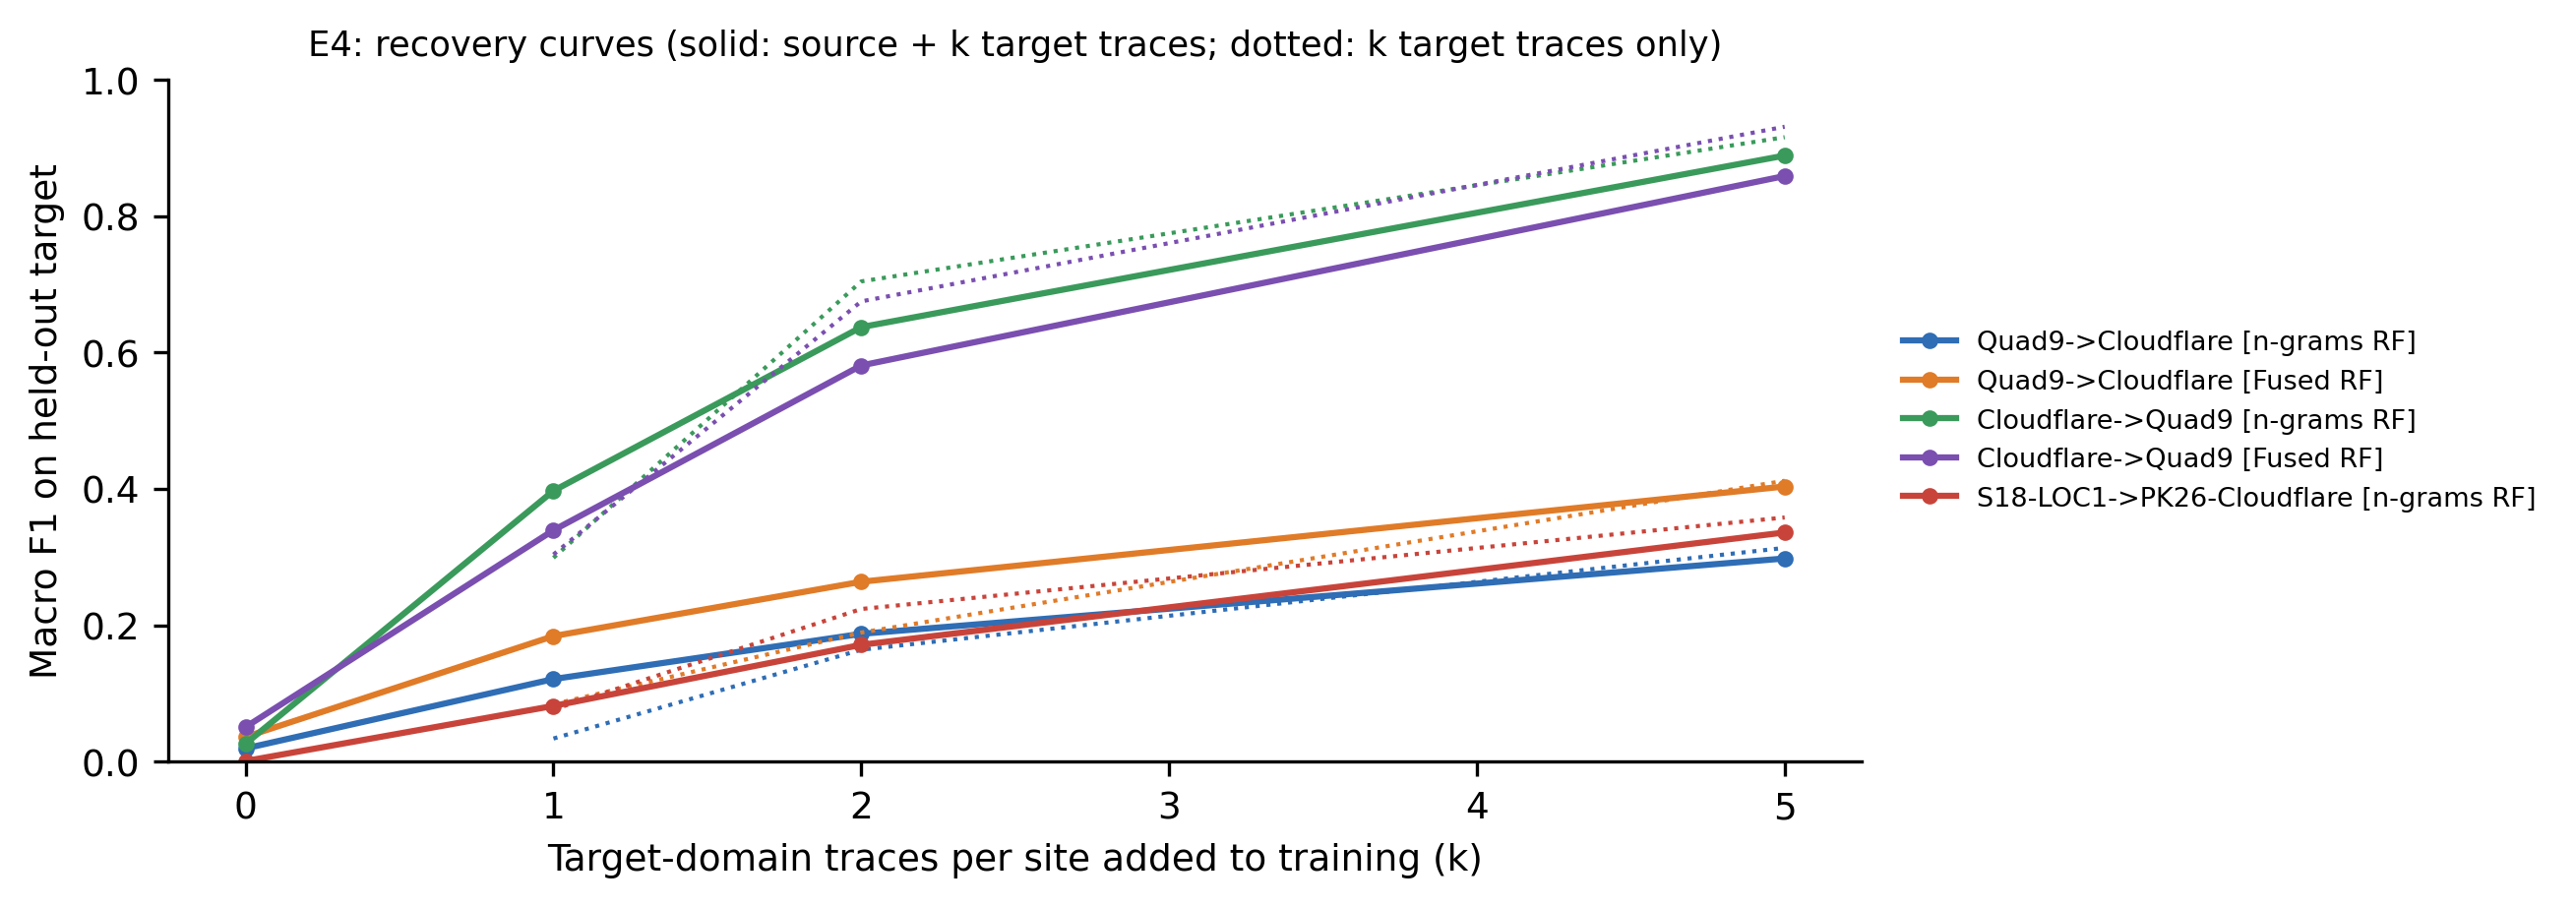 E4: recovery curves (solid: source + k target traces; dotted: k target traces only)
Macro F1 on held-out target
1.0
0.8
0.6
0.4
0.2
0.0
0 1 2 3 4 5
Target-domain traces per site added to training (k)
Quad9->Cloudflare [n-grams RF]
Quad9->Cloudflare [Fused RF]
Cloudflare->Quad9 [n-grams RF]
Cloudflare->Quad9 [Fused RF]
S18-LOC1->PK26-Cloudflare [n-grams RF]